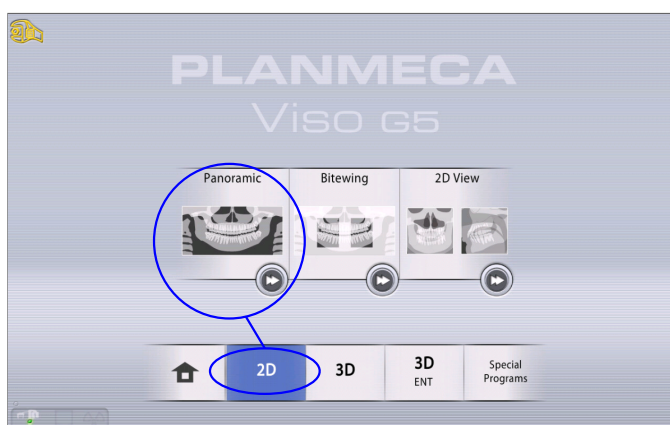 PLANMECA
Viso G5
Panoramic
Bitewing
2D View
2D
3D
3D
ENT
Special
Programs